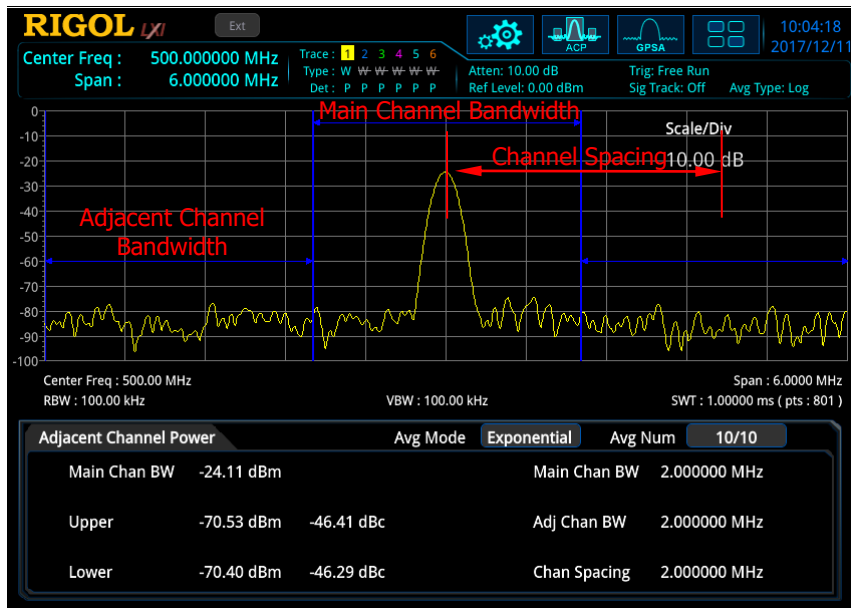 RIGOL LXI Ext
10:04:18
2017/12/11
ACP
GPSA
Center Freq : 500.000000 MHz
Span : 6.000000 MHz
Trace : 1 2 3 4 5 6
Type : W W W W W W
Det : P P P P P P
Atten: 10.00 dB
Ref Level: 0.00 dBm
Trig: Free Run
Sig Track: Off
Avg Type: Log
0
-10
-20
-30
-40
-50
-60
-70
-80
-90
-100
Main Channel Bandwidth
Scale/Div
10.00 dB
Channel Spacing
Adjacent Channel
Bandwidth
Center Freq : 500.00 MHz
Span : 6.0000 MHz
RBW : 100.00 kHz
VBW : 100.00 kHz
SWT : 1.00000 ms ( pts : 801 )
Adjacent Channel Power
Avg Mode Exponential
Avg Num 10/10
Main Chan BW -24.11 dBm
Main Chan BW 2.000000 MHz
Upper -70.53 dBm -46.41 dBc
Adj Chan BW 2.000000 MHz
Lower -70.40 dBm -46.29 dBc
Chan Spacing 2.000000 MHz